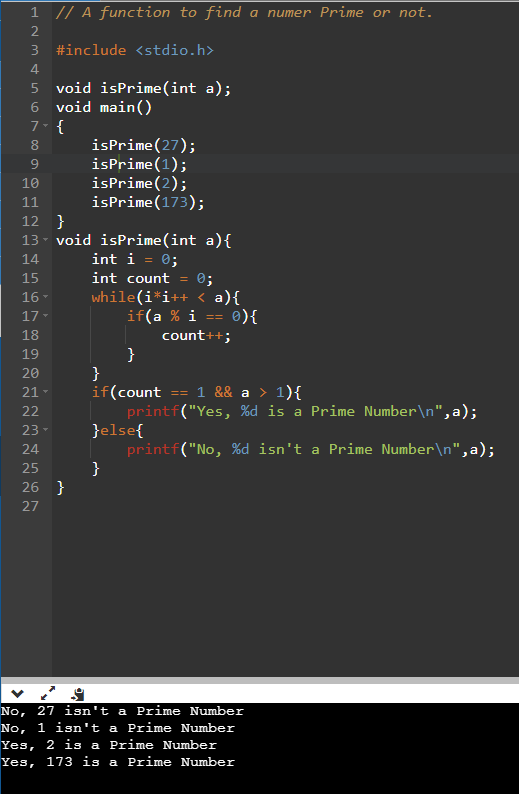 1 // A function to find a numer Prime or not.
2
3 #include <stdio.h>
4
5 void isPrime(int a);
6 void main()
7 {
8     isPrime(27);
9     isPrime(1);
10     isPrime(2);
11     isPrime(173);
12 }
13 void isPrime(int a){
14     int i = 0;
15     int count = 0;
16     while(i*i++ < a){
17         if(a % i == 0){
18             count++;
19         }
20     }
21     if(count == 1 && a > 1){
22         printf("Yes, %d is a Prime Number\n",a);
23     }else{
24         printf("No, %d isn't a Prime Number\n",a);
25     }
26 }
27
No, 27 isn't a Prime Number
No, 1 isn't a Prime Number
Yes, 2 is a Prime Number
Yes, 173 is a Prime Number